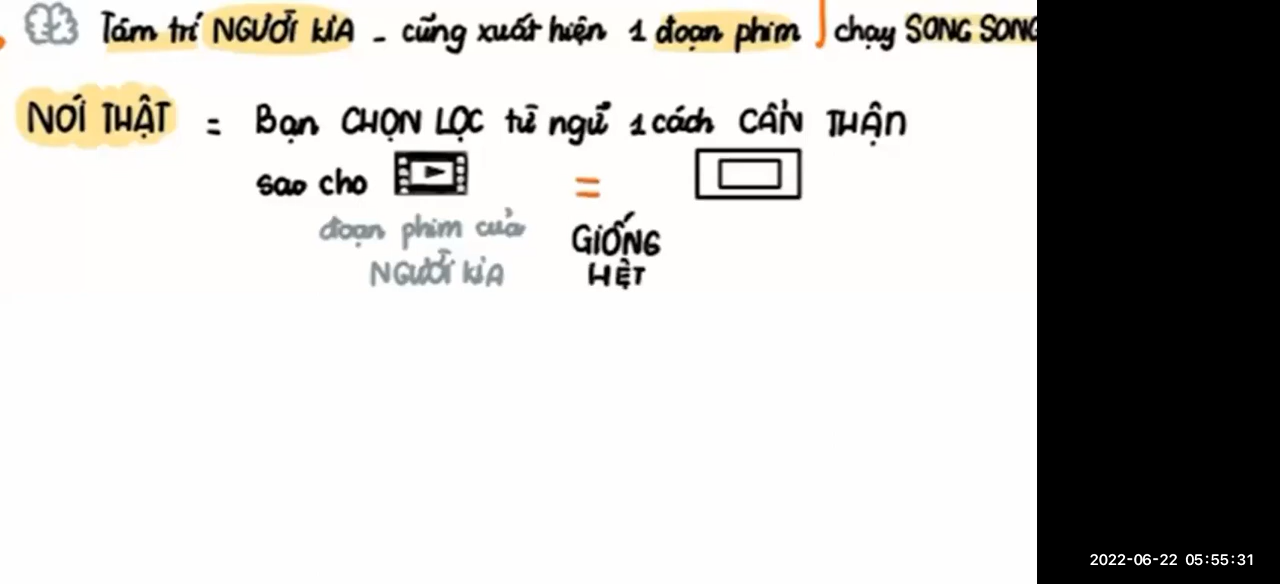 Tâm trí NGƯỜI KIA - cũng xuất hiện 1 đoạn phim chạy SONG SONG
NÓI THẬT = Bạn CHỌN LỌC từ ngữ 1 cách CẨN THẬN
sao cho =
đoạn phim của GIỐNG
NGƯỜI KIA HỆT
2022-06-22 05:55:31